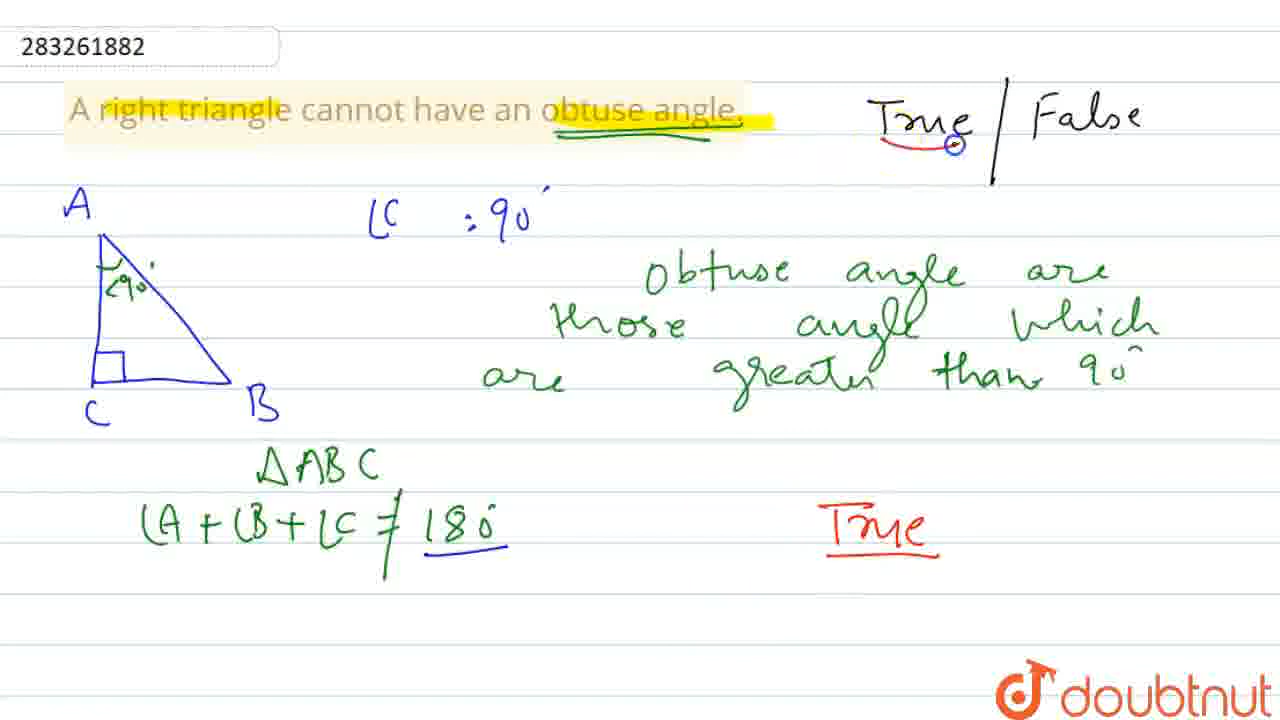 283261882
A right triangle cannot have an obtuse angle.
True / False
A
∠C : 90°
<90°
obtuse angle are
those angle which
are greater than 90°
C
B
△ABC
∠A + ∠B + ∠C ≠ 180°
True
doubtnut